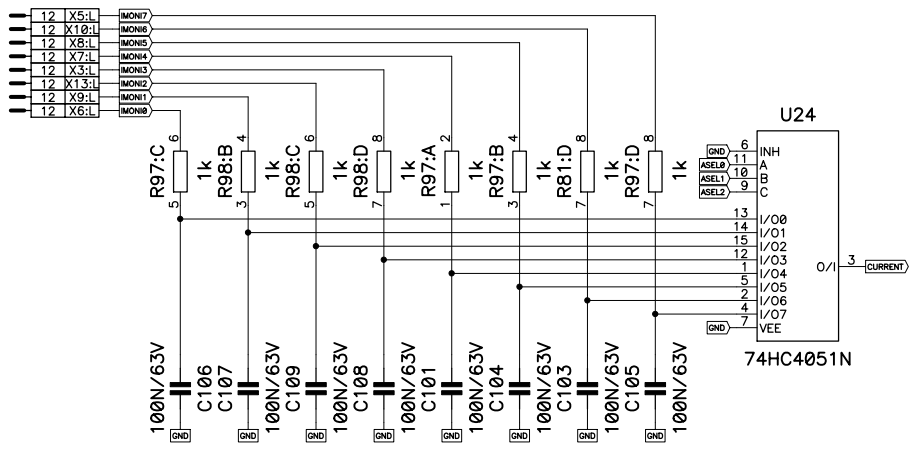 12 X5:L IMONI7
12 X10:L IMONI6
12 X8:L IMONI5
12 X7:L IMONI4
12 X3:L IMONI3
12 X13:L IMONI2
12 X9:L IMONI1
12 X6:L IMONI0
U24
6 4 6 8 2 4 8 8
R97:C 1k R98:B 1k R98:C 1k R98:D 1k R97:A 1k R97:B 1k R81:D 1k R97:D 1k
5 3 5 7 1 3 7 7
GND 6 INH
ASEL0 11 A
ASEL1 10 B
ASEL2 9 C
13 I/O0
14 I/O1
15 I/O2
12 I/O3
1 I/O4
5 I/O5
2 I/O6
4 I/O7
GND 7 VEE
O/I 3 CURRENT
74HC4051N
100N/63V C106 C107 100N/63V C109 100N/63V C108 100N/63V C101 100N/63V C104 100N/63V C103 100N/63V C105 100N/63V
GND GND GND GND GND GND GND GND